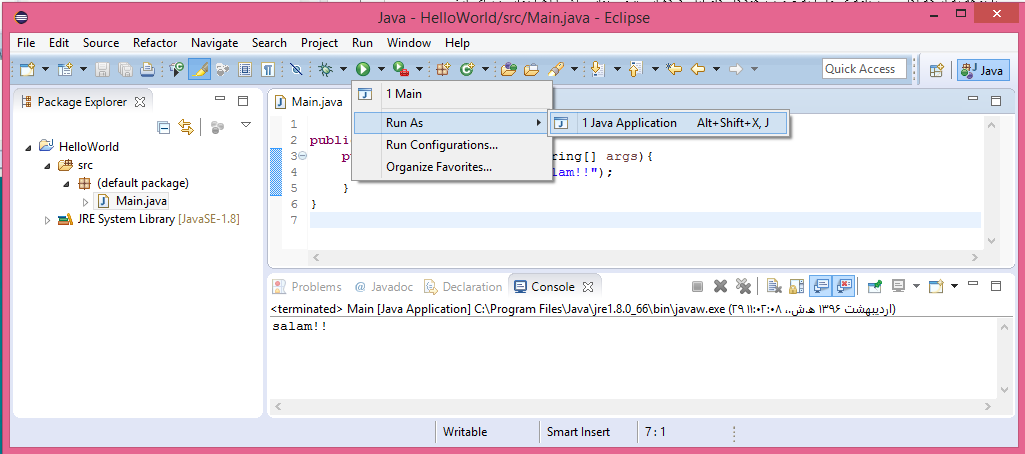 Java - HelloWorld/src/Main.java - Eclipse
File Edit Source Refactor Navigate Search Project Run Window Help
Quick Access Java
Package Explorer
HelloWorld
src
(default package)
Main.java
JRE System Library [JavaSE-1.8]
Main.java
1 Main
Run As
Run Configurations...
Organize Favorites...
1 Java Application Alt+Shift+X, J
1
2 public
3 ring[] args){
4 lam!!");
5 }
6 }
7
Problems @ Javadoc Declaration Console
<terminated> Main [Java Application] C:\Program Files\Java\jre1.8.0_66\bin\javaw.exe (۲۹ اردیبهشت ۱۳۹۶ ه‍.ش.،‏ ۱۱:۰۲:۰۸)
salam!!
Writable Smart Insert 7 : 1